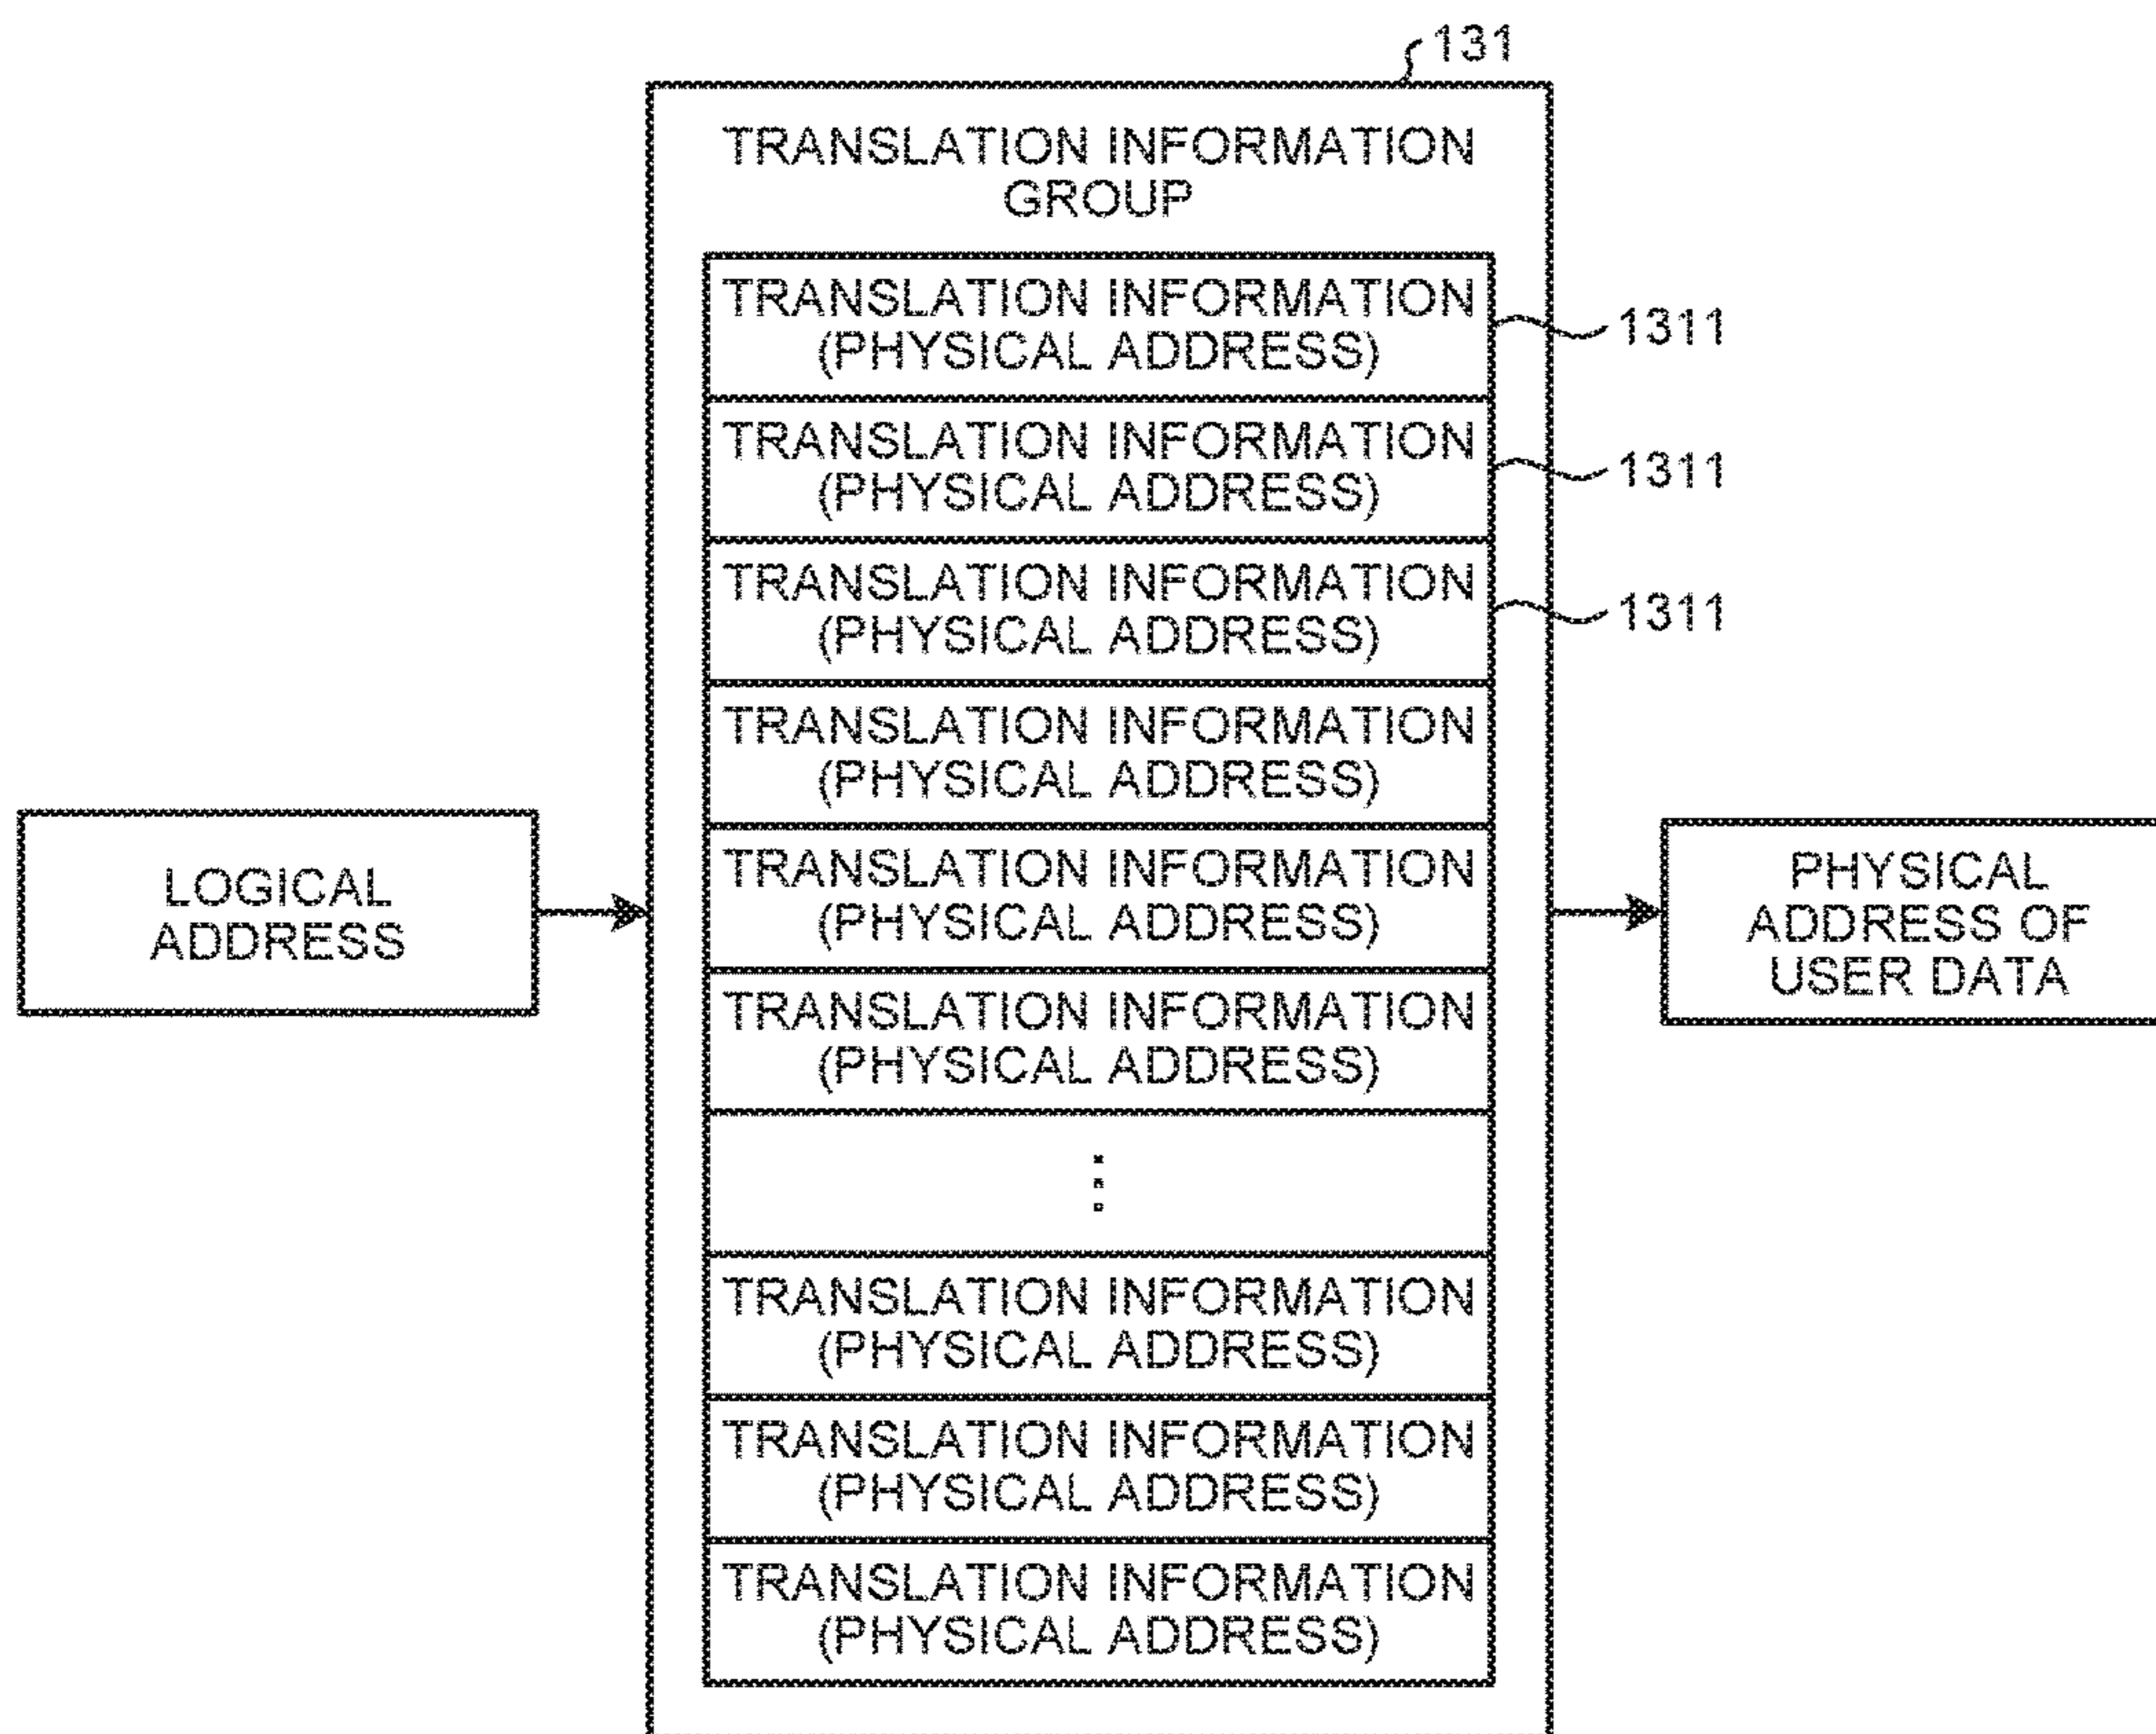 131
TRANSLATION INFORMATION
GROUP
TRANSLATION INFORMATION
(PHYSICAL ADDRESS)
1311
TRANSLATION INFORMATION
(PHYSICAL ADDRESS)
1311
TRANSLATION INFORMATION
(PHYSICAL ADDRESS)
1311
TRANSLATION INFORMATION
(PHYSICAL ADDRESS)
LOGICAL
ADDRESS
TRANSLATION INFORMATION
(PHYSICAL ADDRESS)
PHYSICAL
ADDRESS OF
USER DATA
TRANSLATION INFORMATION
(PHYSICAL ADDRESS)
⋮
TRANSLATION INFORMATION
(PHYSICAL ADDRESS)
TRANSLATION INFORMATION
(PHYSICAL ADDRESS)
TRANSLATION INFORMATION
(PHYSICAL ADDRESS)